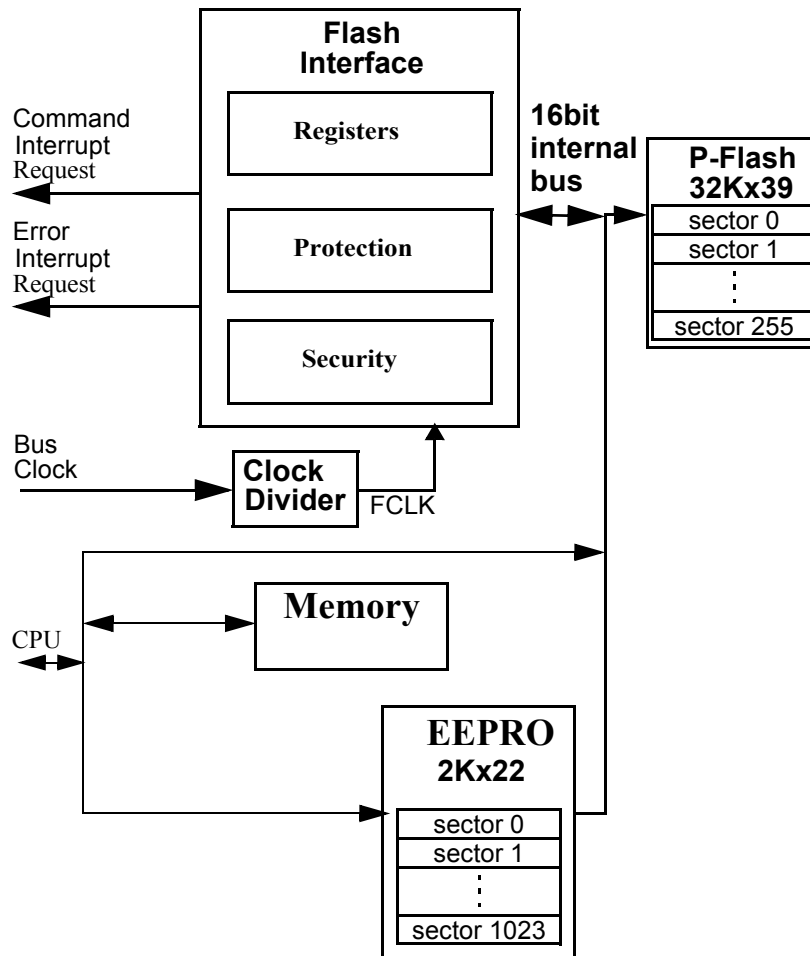 Flash
Interface
Registers
Protection
Security
Command
Interrupt
Request
Error
Interrupt
Request
16bit
internal
bus
P-Flash
32Kx39
sector 0
sector 1
sector 255
Bus
Clock
Clock
Divider
FCLK
Memory
CPU
EEPRO
2Kx22
sector 0
sector 1
sector 1023